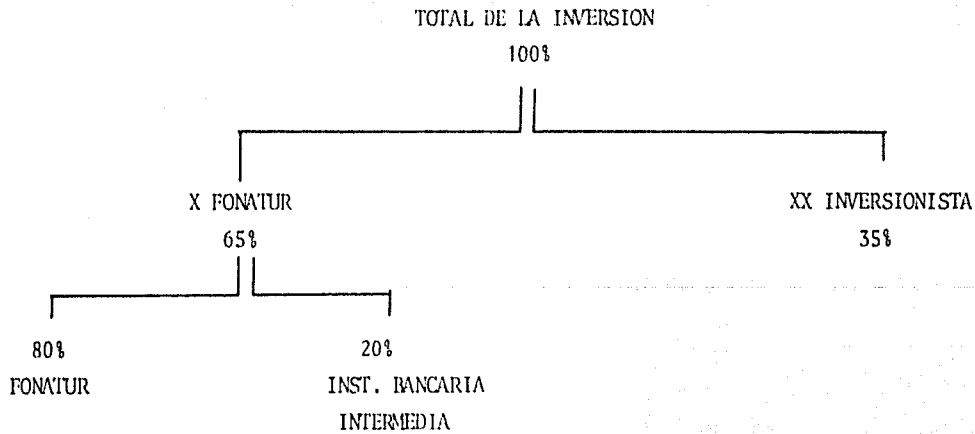 TOTAL DE LA INVERSION
100%
X FONATUR
65%
XX INVERSIONISTA
35%
80%
FONATUR
20%
INST. BANCARIA
INTERMEDIA